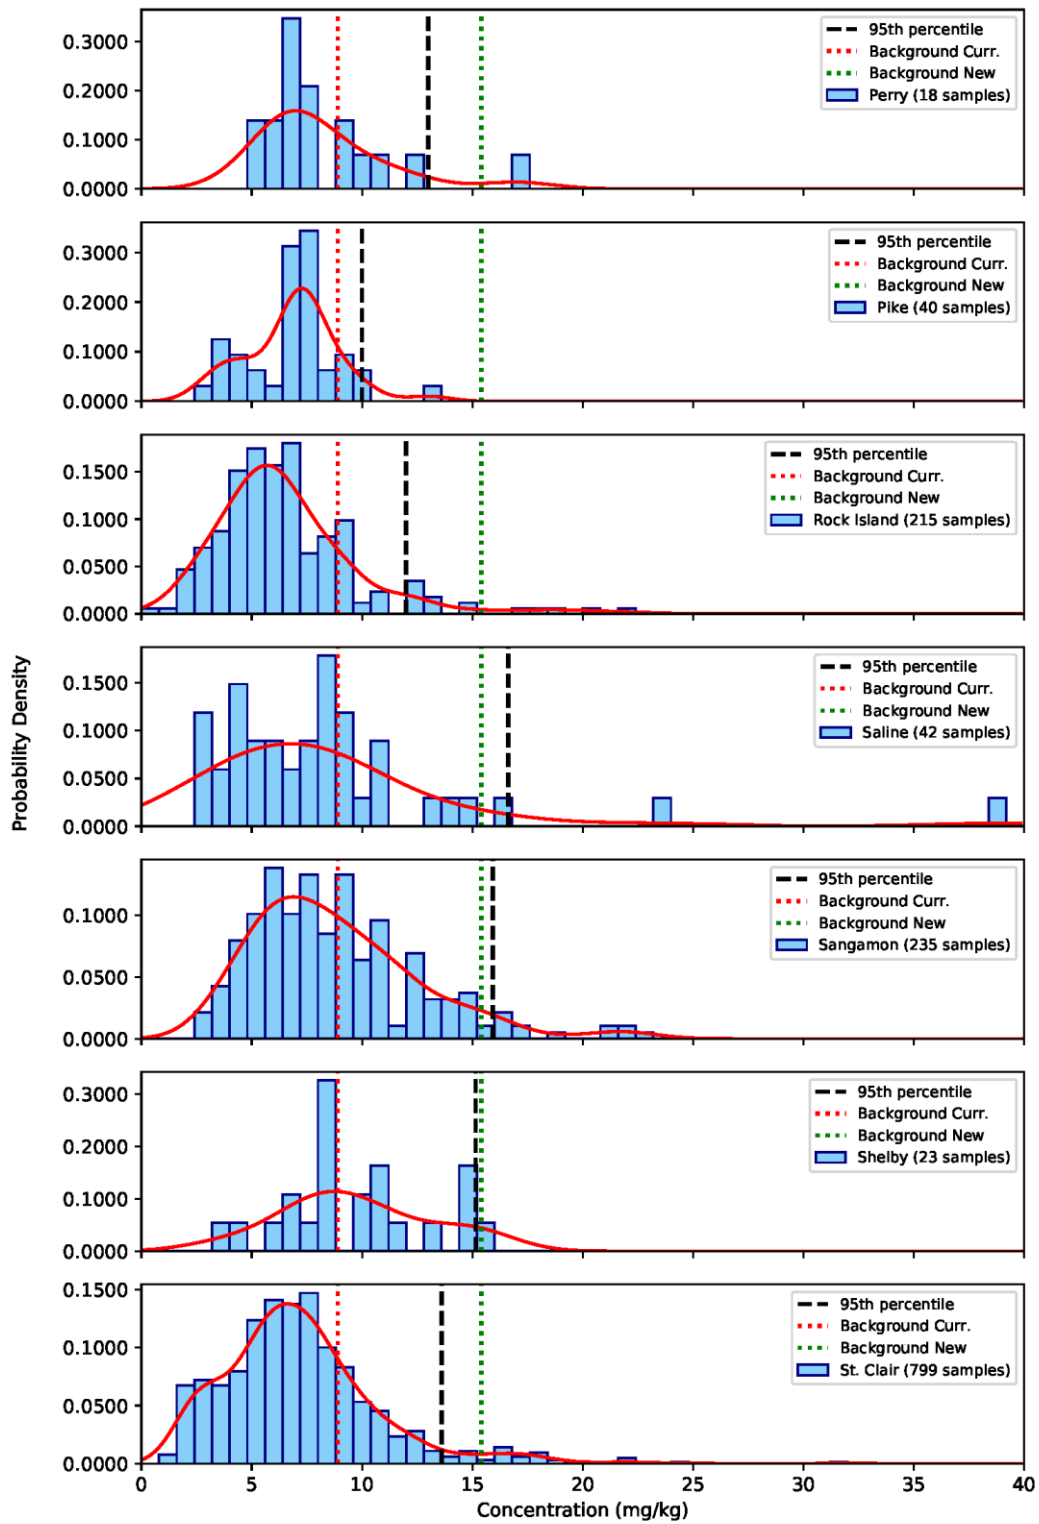 0.3000
0.2000
0.1000
0.0000
95th percentile
Background Curr.
Background New
Perry (18 samples)
0.3000
0.2000
0.1000
0.0000
95th percentile
Background Curr.
Background New
Pike (40 samples)
0.1500
0.1000
0.0500
0.0000
95th percentile
Background Curr.
Background New
Rock Island (215 samples)
Probability Density
0.1500
0.1000
0.0500
0.0000
95th percentile
Background Curr.
Background New
Saline (42 samples)
0.1000
0.0500
0.0000
95th percentile
Background Curr.
Background New
Sangamon (235 samples)
0.3000
0.2000
0.1000
0.0000
95th percentile
Background Curr.
Background New
Shelby (23 samples)
0.1500
0.1000
0.0500
0.0000
95th percentile
Background Curr.
Background New
St. Clair (799 samples)
0 5 10 15 20 25 30 35 40
Concentration (mg/kg)